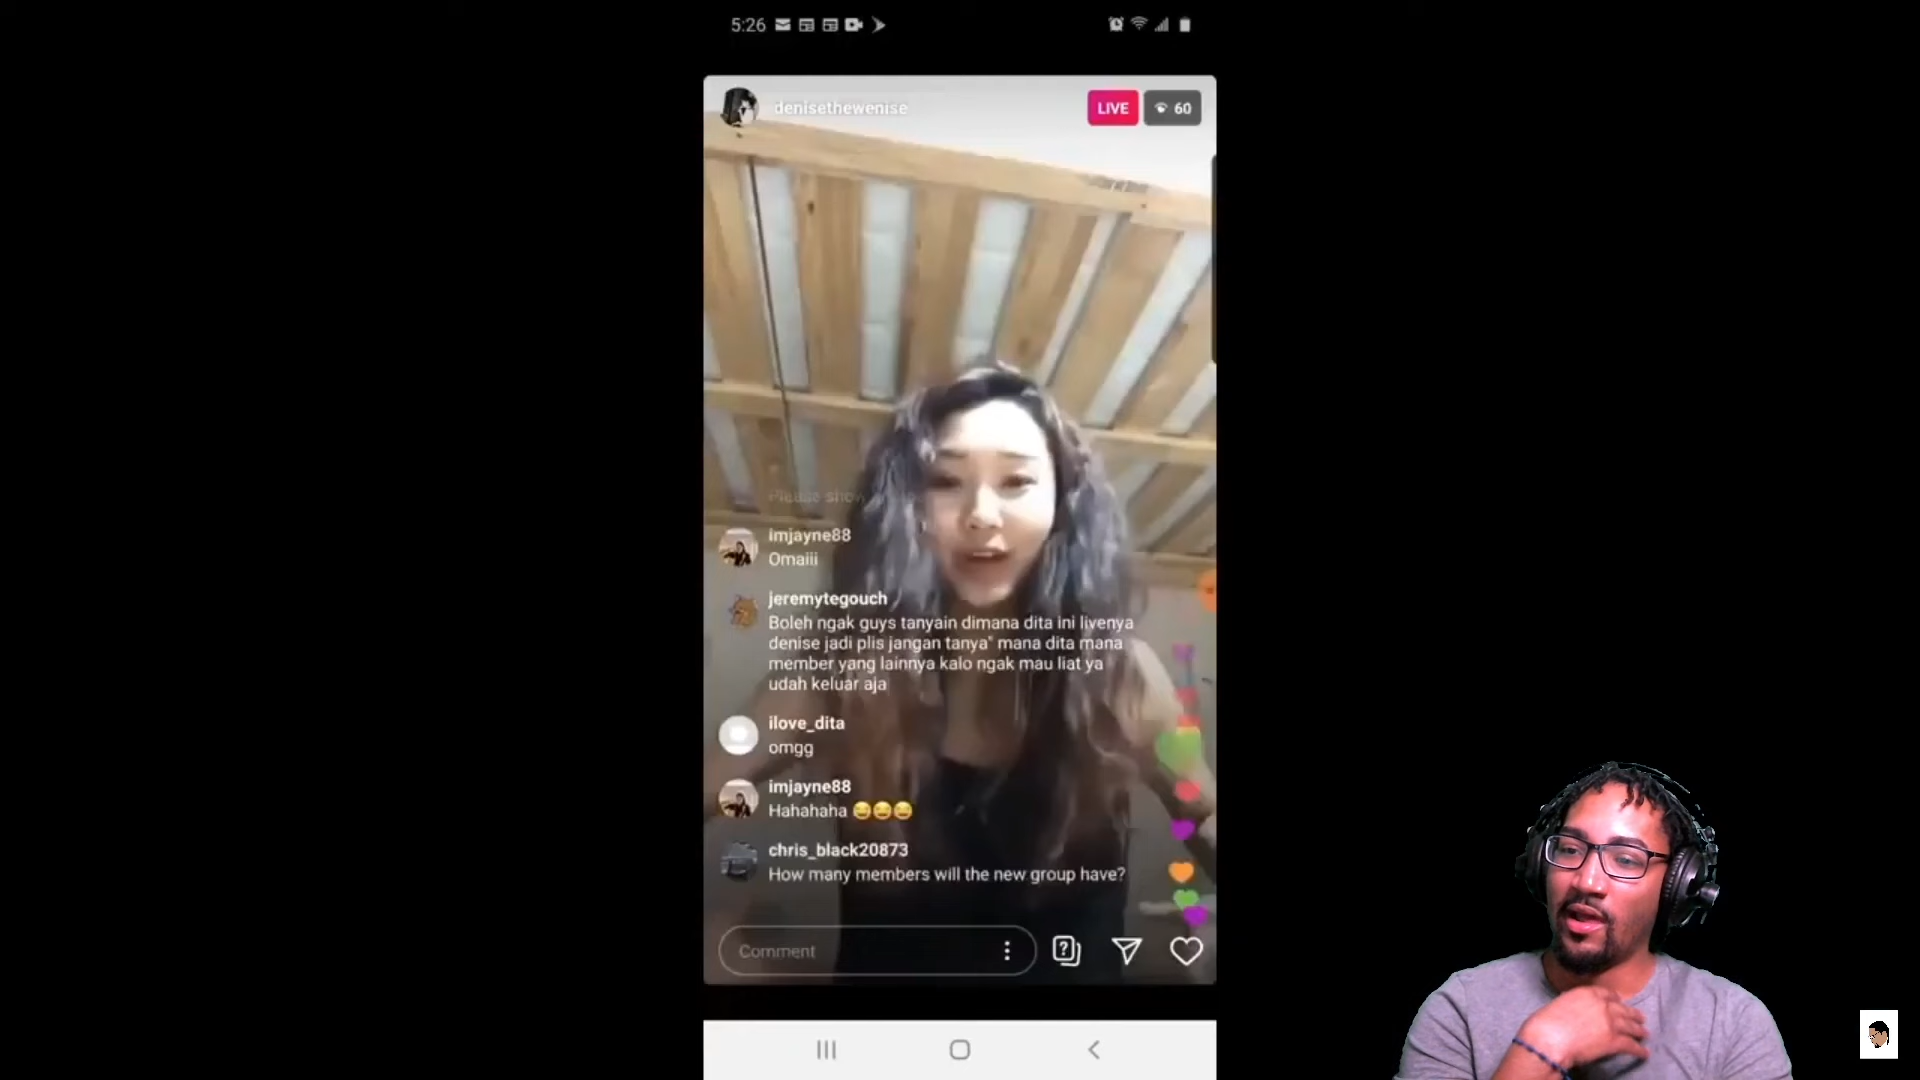 5:26
denisethewenise
LIVE
60
Please show
imjayne88
Omaiii
jeremytegouch
Boleh ngak guys tanyain dimana dita ini livenya
denise jadi plis jangan tanya" mana dita mana
member yang lainnya kalo ngak mau liat ya
udah keluar aja
ilove_dita
omgg
imjayne88
Hahahaha 😂😂😂
chris_black20873
How many members will the new group have?
Comment